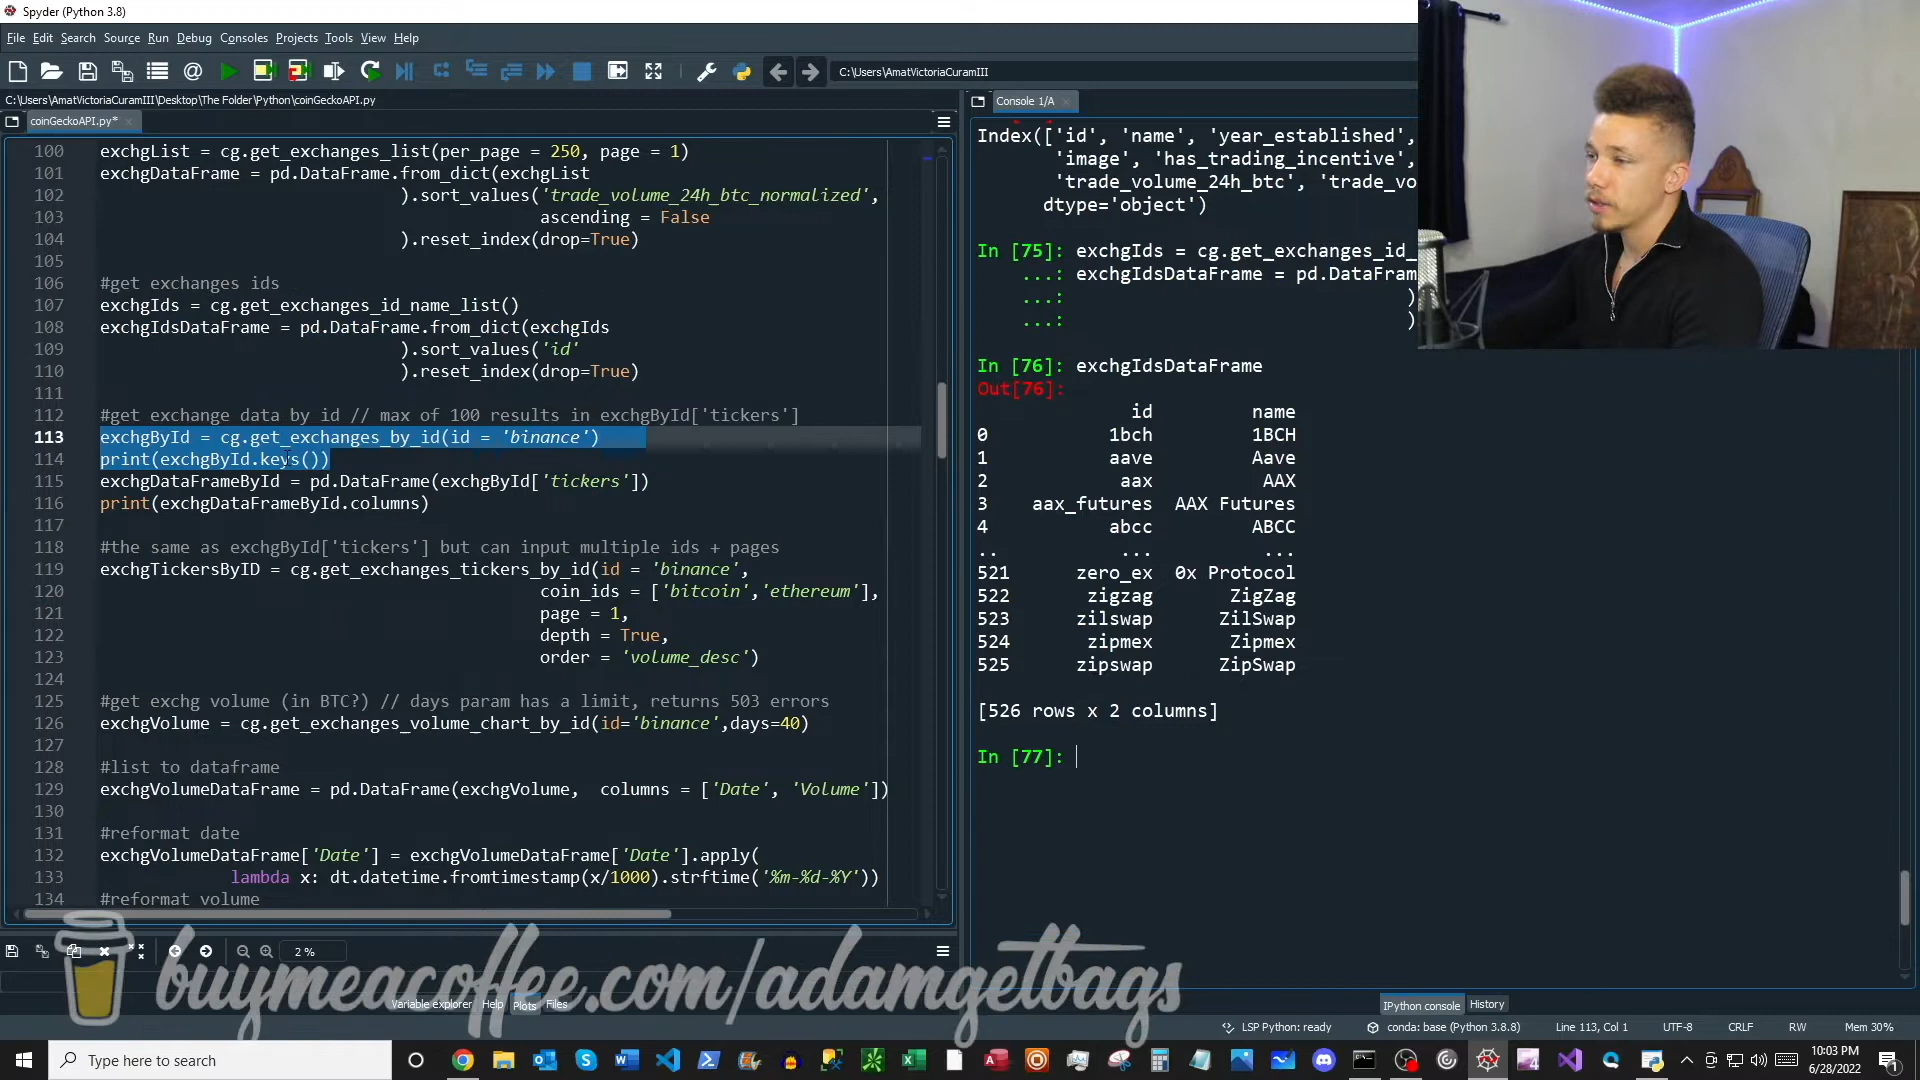 Spyder (Python 3.8)
File Edit Search Source Run Debug Consoles Projects Tools View Help
C:\Users\AmatVictoriaCuramIII
C:\Users\AmatVictoriaCuramIII\Desktop\The Folder\Python\coinGeckoAPI.py
coinGeckoAPI.py*
100 exchgList = cg.get_exchanges_list(per_page = 250, page = 1)
101 exchgDataFrame = pd.DataFrame.from_dict(exchgList
102 ).sort_values('trade_volume_24h_btc_normalized',
103 ascending = False
104 ).reset_index(drop=True)
105
106 #get exchanges ids
107 exchgIds = cg.get_exchanges_id_name_list()
108 exchgIdsDataFrame = pd.DataFrame.from_dict(exchgIds
109 ).sort_values('id'
110 ).reset_index(drop=True)
111
112 #get exchange data by id // max of 100 results in exchgById['tickers']
113 exchgById = cg.get_exchanges_by_id(id = 'binance')
114 print(exchgById.keys())
115 exchgDataFrameById = pd.DataFrame(exchgById['tickers'])
116 print(exchgDataFrameById.columns)
117
118 #the same as exchgById['tickers'] but can input multiple ids + pages
119 exchgTickersByID = cg.get_exchanges_tickers_by_id(id = 'binance',
120 coin_ids = ['bitcoin','ethereum'],
121 page = 1,
122 depth = True,
123 order = 'volume_desc')
124
125 #get exchg volume (in BTC?) // days param has a limit, returns 503 errors
126 exchgVolume = cg.get_exchanges_volume_chart_by_id(id='binance',days=40)
127
128 #list to dataframe
129 exchgVolumeDataFrame = pd.DataFrame(exchgVolume, columns = ['Date', 'Volume'])
130
131 #reformat date
132 exchgVolumeDataFrame['Date'] = exchgVolumeDataFrame['Date'].apply(
133 lambda x: dt.datetime.fromtimestamp(x/1000).strftime('%m-%d-%Y'))
134 #reformat volume
Console 1/A
Index(['id', 'name', 'year_established',
'image', 'has_trading_incentive',
'trade_volume_24h_btc', 'trade_vo
dtype='object')
In [75]: exchgIds = cg.get_exchanges_id_
...: exchgIdsDataFrame = pd.DataFram
...: )
...: )
In [76]: exchgIdsDataFrame
Out[76]:
id name
0 1bch 1BCH
1 aave Aave
2 aax AAX
3 aax_futures AAX Futures
4 abcc ABCC
.. ... ...
521 zero_ex 0x Protocol
522 zigzag ZigZag
523 zilswap ZilSwap
524 zipmex Zipmex
525 zipswap ZipSwap
[526 rows x 2 columns]
In [77]:
2 %
buymeacoffee.com/adamgetbags
Variable explorer Help Plots Files
IPython console History
LSP Python: ready conda: base (Python 3.8.8) Line 113, Col 1 UTF-8 CRLF RW Mem 30%
Type here to search
10:03 PM
6/28/2022